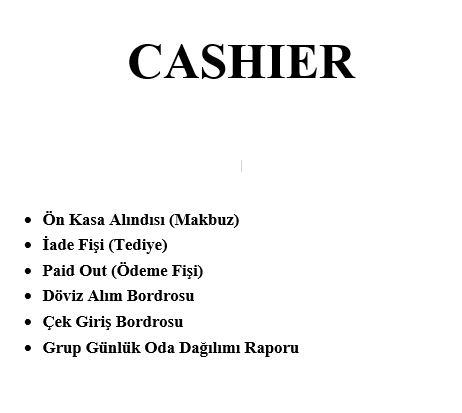 CASHIER
• Ön Kasa Alındısı (Makbuz)
• İade Fişi (Tediye)
• Paid Out (Ödeme Fişi)
• Döviz Alım Bordrosu
• Çek Giriş Bordrosu
• Grup Günlük Oda Dağılımı Raporu